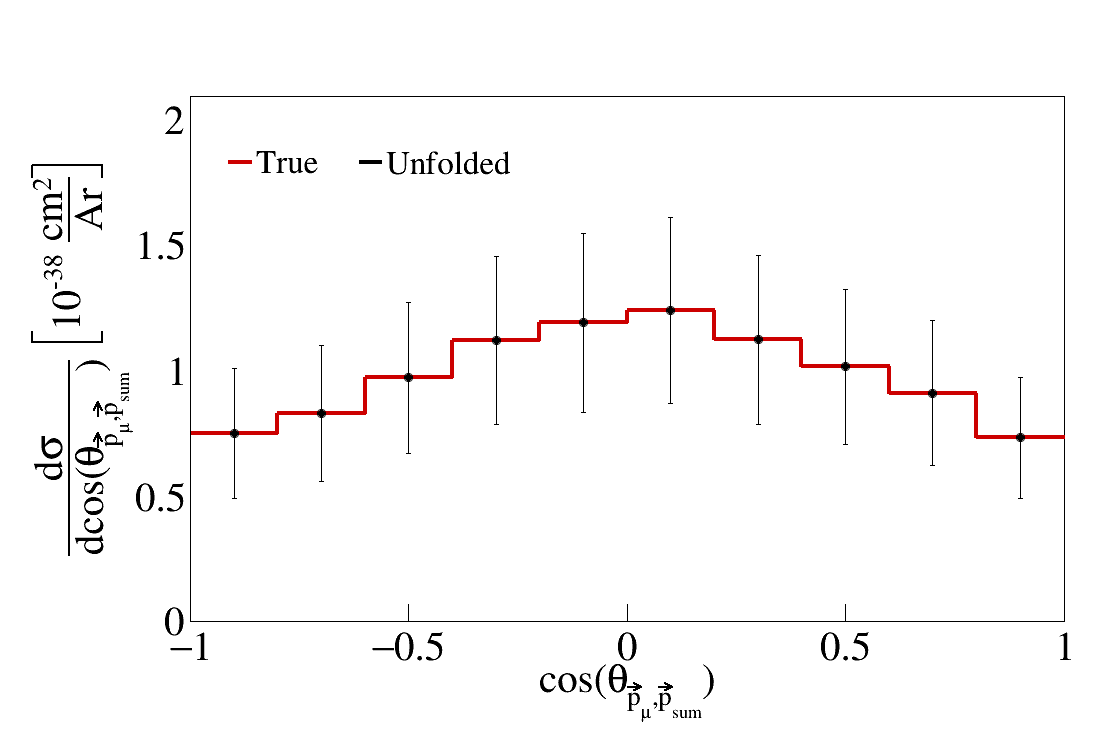 2
True Unfolded
1.5
1
0.5
0
−1 −0.5 0 0.5 1
cos(θp⃗μ,p⃗sum)
dσ/dcos(θp⃗μ,p⃗sum) [10-38 cm2/Ar]